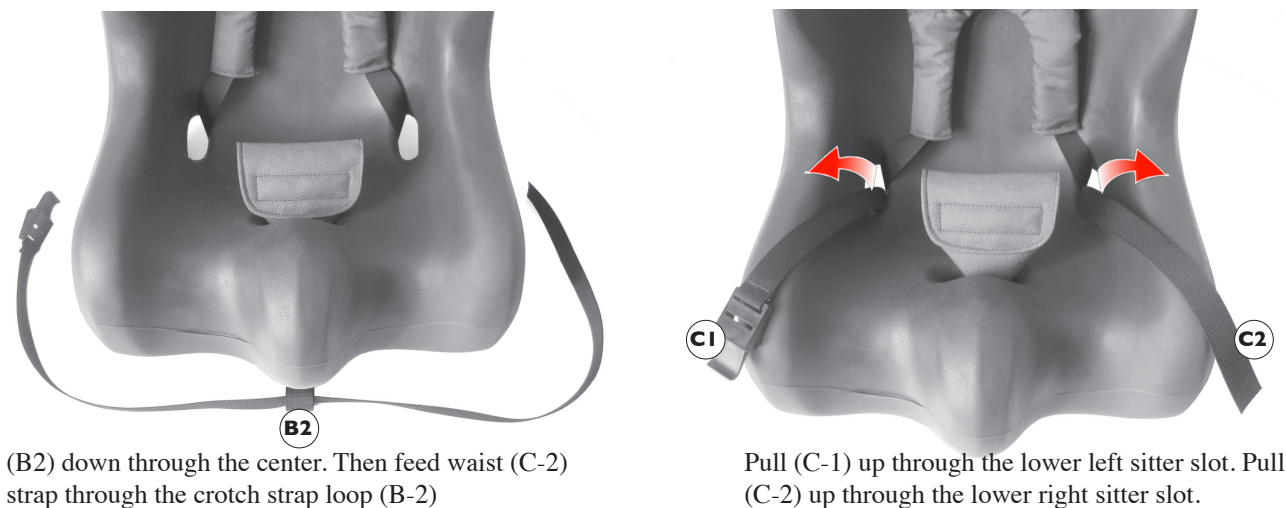 B2
(B2) down through the center. Then feed waist (C-2)
strap through the crotch strap loop (B-2)
C1
C2
Pull (C-1) up through the lower left sitter slot. Pull
(C-2) up through the lower right sitter slot.